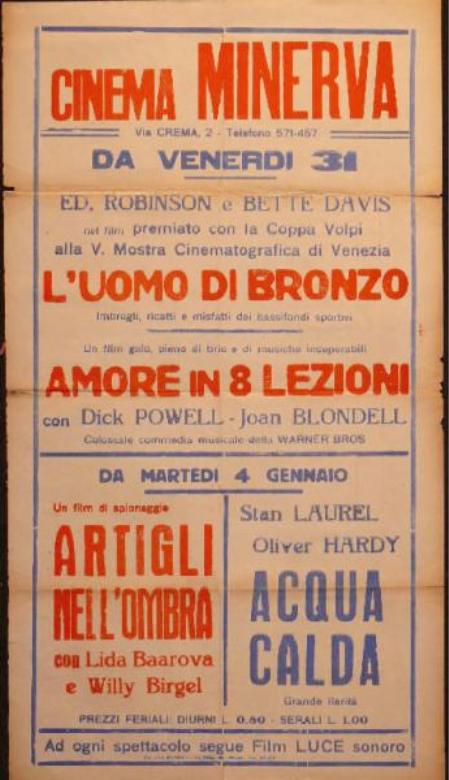 CINEMA MINERVA
Via CREMA, 2 - Telefono 571-457
DA VENERDI 31
ED. ROBINSON e BETTE DAVIS
nel film premiato con la Coppa Volpi
alla V. Mostra Cinematografica di Venezia
L'UOMO DI BRONZO
Imbrogli, ricatti e misfatti dei bassifondi sportivi
Un film gaio, pieno di brio e di musiche insuperabili
AMORE IN 8 LEZIONI
con Dick POWELL - Joan BLONDELL
Colossale commedia musicale della WARNER BROS
DA MARTEDI 4 GENNAIO
Un film di spionaggio
ARTIGLI
NELL'OMBRA
con Lida Baarova
e Willy Birgel
Stan LAUREL
Oliver HARDY
ACQUA
CALDA
Grande ilarità
PREZZI FERIALI: DIURNI L. 0.80 - SERALI L. 1.00
Ad ogni spettacolo segue Film LUCE sonoro